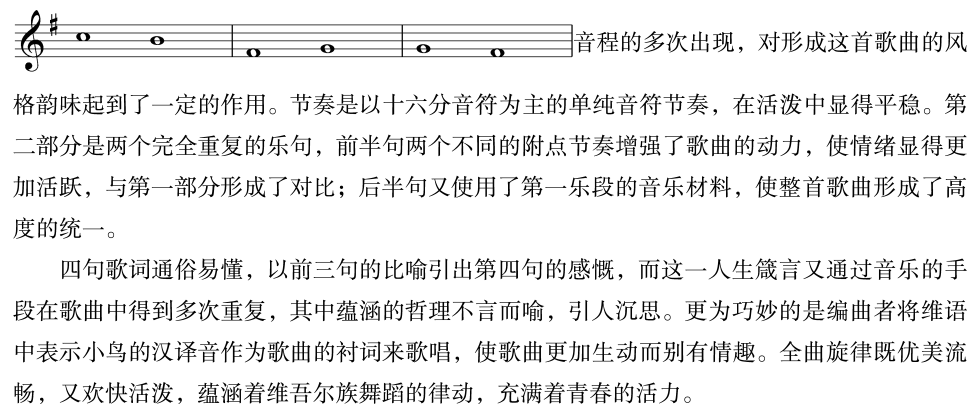 音程的多次出现，对形成这首歌曲的风
格韵味起到了一定的作用。节奏是以十六分音符为主的单纯音符节奏，在活泼中显得平稳。第
二部分是两个完全重复的乐句，前半句两个不同的附点节奏增强了歌曲的动力，使情绪显得更
加活跃，与第一部分形成了对比；后半句又使用了第一乐段的音乐材料，使整首歌曲形成了高
度的统一。
四句歌词通俗易懂，以前三句的比喻引出第四句的感慨，而这一人生箴言又通过音乐的手
段在歌曲中得到多次重复，其中蕴涵的哲理不言而喻，引人沉思。更为巧妙的是编曲者将维语
中表示小鸟的汉译音作为歌曲的衬词来歌唱，使歌曲更加生动而别有情趣。全曲旋律既优美流
畅，又欢快活泼，蕴涵着维吾尔族舞蹈的律动，充满着青春的活力。